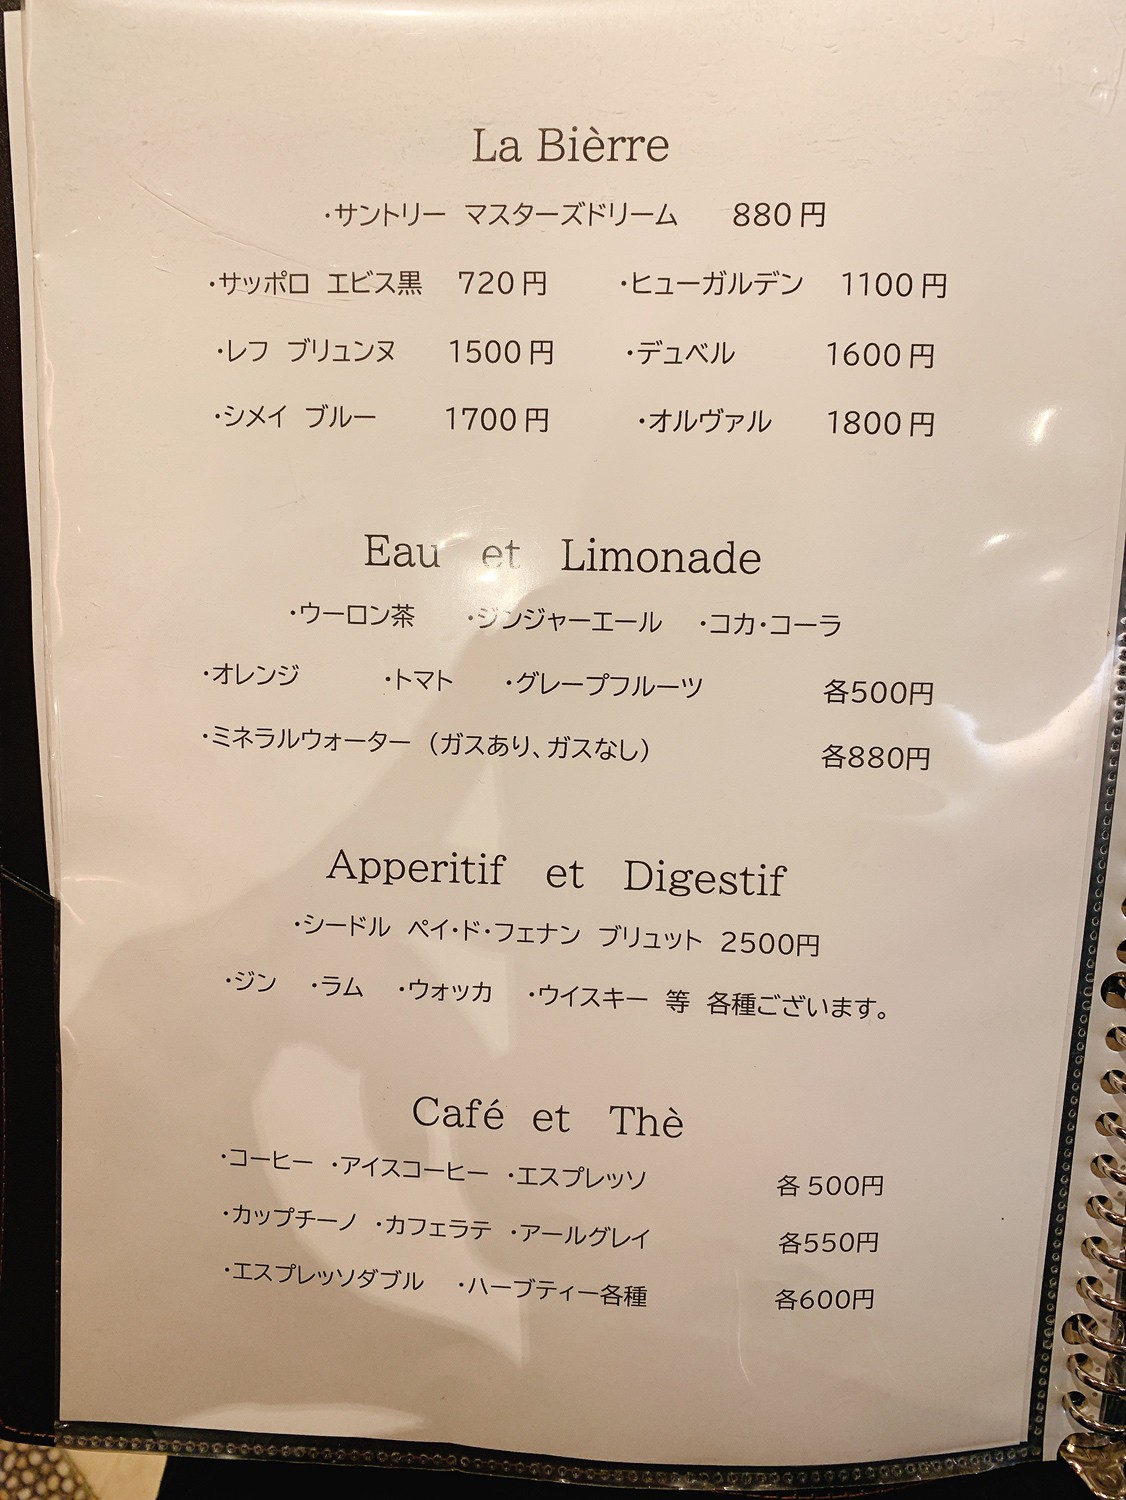 La Bièrre
・サントリー マスターズドリーム 880円
・サッポロ エビス黒 720円 ・ヒューガルデン 1100円
・レフ ブリュンヌ 1500円 ・デュベル 1600円
・シメイ ブルー 1700円 ・オルヴァル 1800円
Eau et Limonade
・ウーロン茶 ・ジンジャーエール ・コカ・コーラ
・オレンジ ・トマト ・グレープフルーツ 各500円
・ミネラルウォーター（ガスあり、ガスなし） 各880円
Apperitif et Digestif
・シードル ペイ・ド・フェナン ブリュット 2500円
・ジン ・ラム ・ウォッカ ・ウイスキー 等 各種ございます。
Café et Thè
・コーヒー ・アイスコーヒー ・エスプレッソ 各500円
・カップチーノ ・カフェラテ ・アールグレイ 各550円
・エスプレッソダブル ・ハーブティー各種 各600円